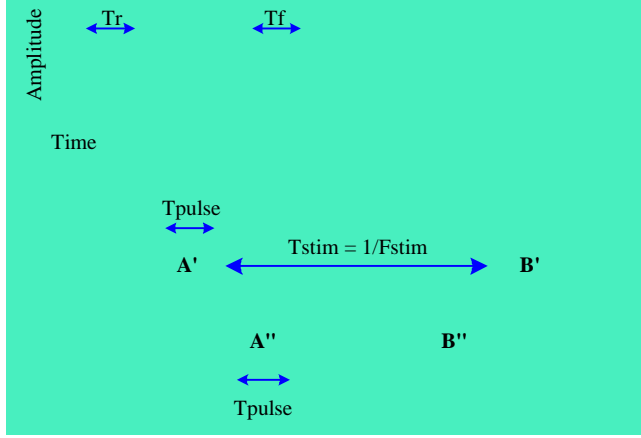 Tr
Tf
Amplitude
Time
Tpulse
Tstim = 1/Fstim
A'
B'
A''
B''
Tpulse